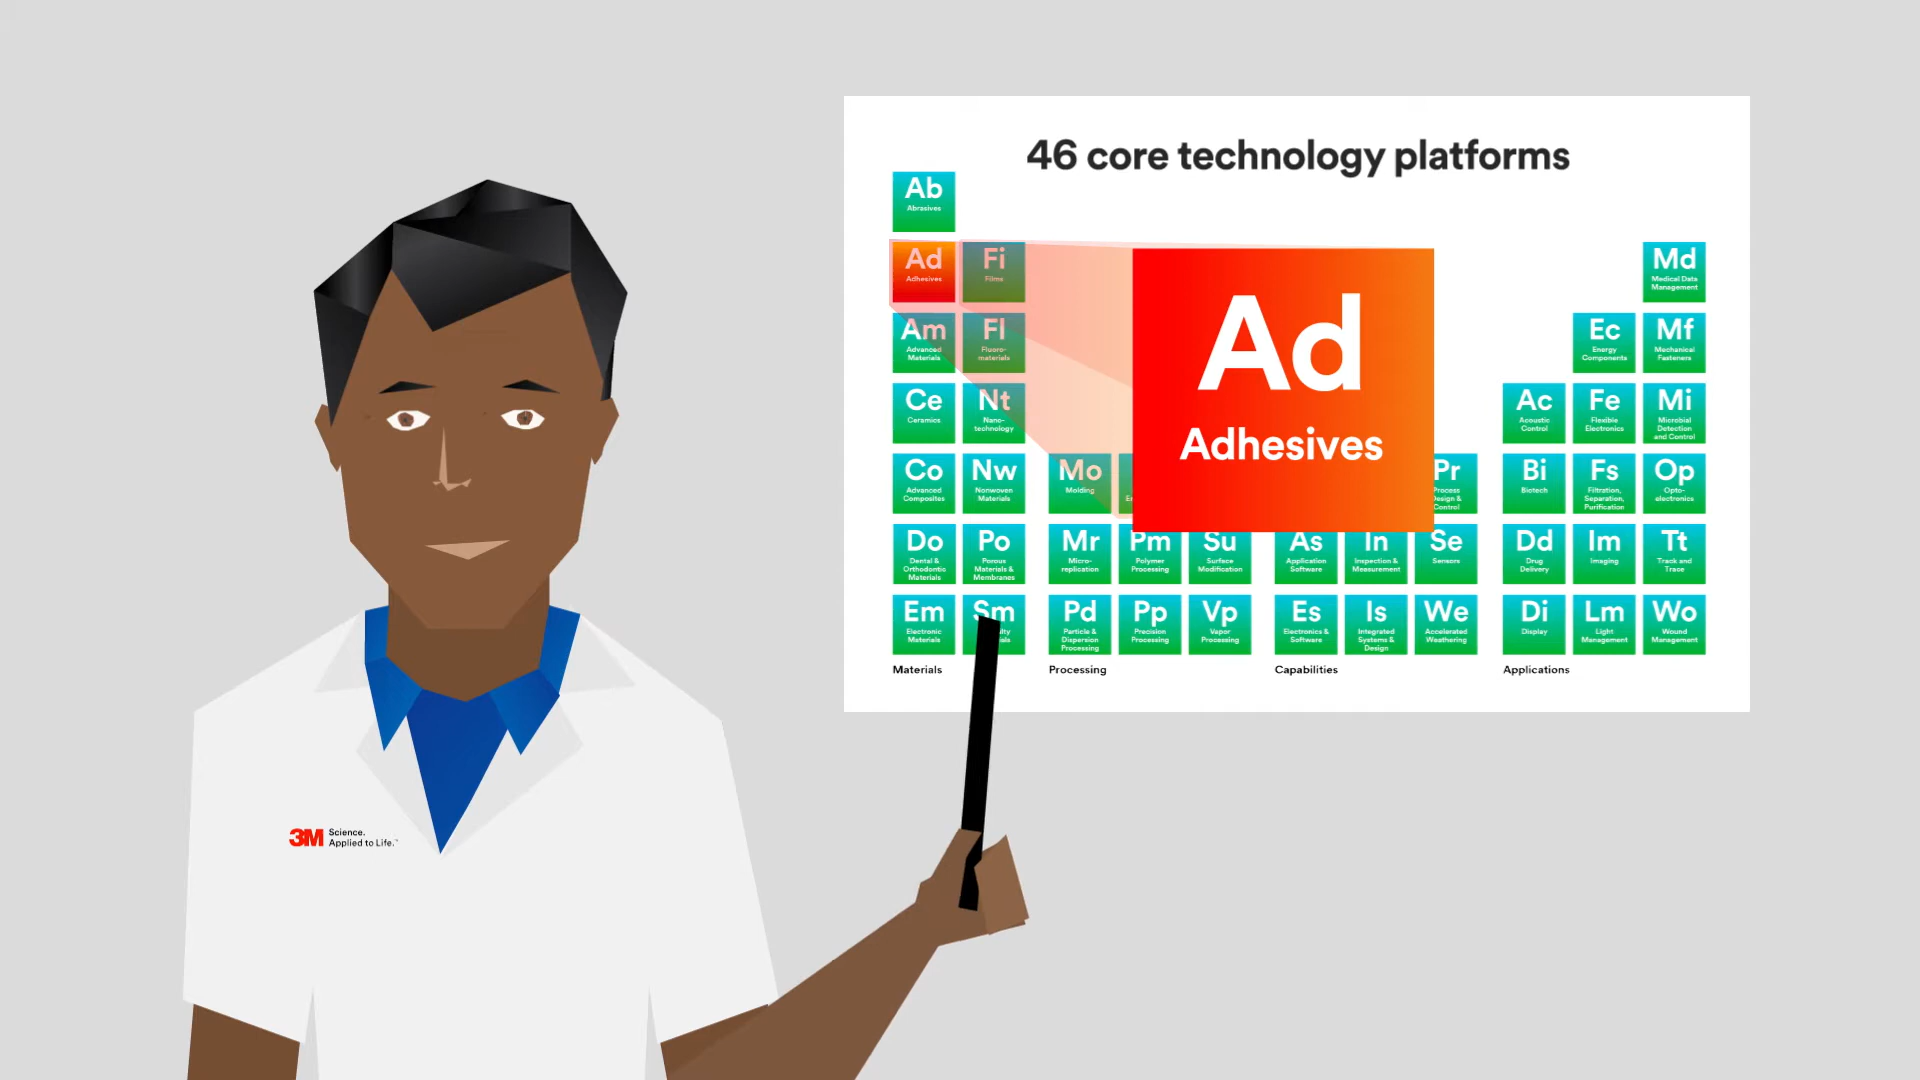 46 core technology platforms
Ab
Abrasives
Ad
Adhesives
Fi
Films
Md
Medical Data
Management
Ad
Adhesives
Am
Advanced
Materials
Fl
Fluoro-
materials
Ec
Energy
Components
Mf
Mechanical
Fasteners
Ce
Ceramics
Nt
Nano-
technology
Ac
Acoustic
Control
Fe
Flexible
Electronics
Mi
Microbial
Detection
and Control
Co
Advanced
Composites
Nw
Nonwoven
Materials
Mo
Molding
Pr
Process
Design &
Control
Bi
Biotech
Fs
Filtration,
Separation,
Purification
Op
Opto-
electronics
Do
Dental &
Orthodontic
Materials
Po
Porous
Materials &
Membranes
Mr
Micro-
replication
Pm
Polymer
Processing
Su
Surface
Modification
As
Application
Software
In
Inspection &
Measurement
Se
Sensors
Dd
Drug
Delivery
Im
Imaging
Tt
Track and
Trace
Em
Electronic
Materials
Sm
Pd
Particle &
Dispersion
Processing
Pp
Precision
Processing
Vp
Vapor
Processing
Es
Electronics &
Software
Is
Integrated
Systems &
Design
We
Accelerated
Weathering
Di
Display
Lm
Light
Management
Wo
Wound
Management
Materials
Processing
Capabilities
Applications
3M Science.
Applied to Life.™